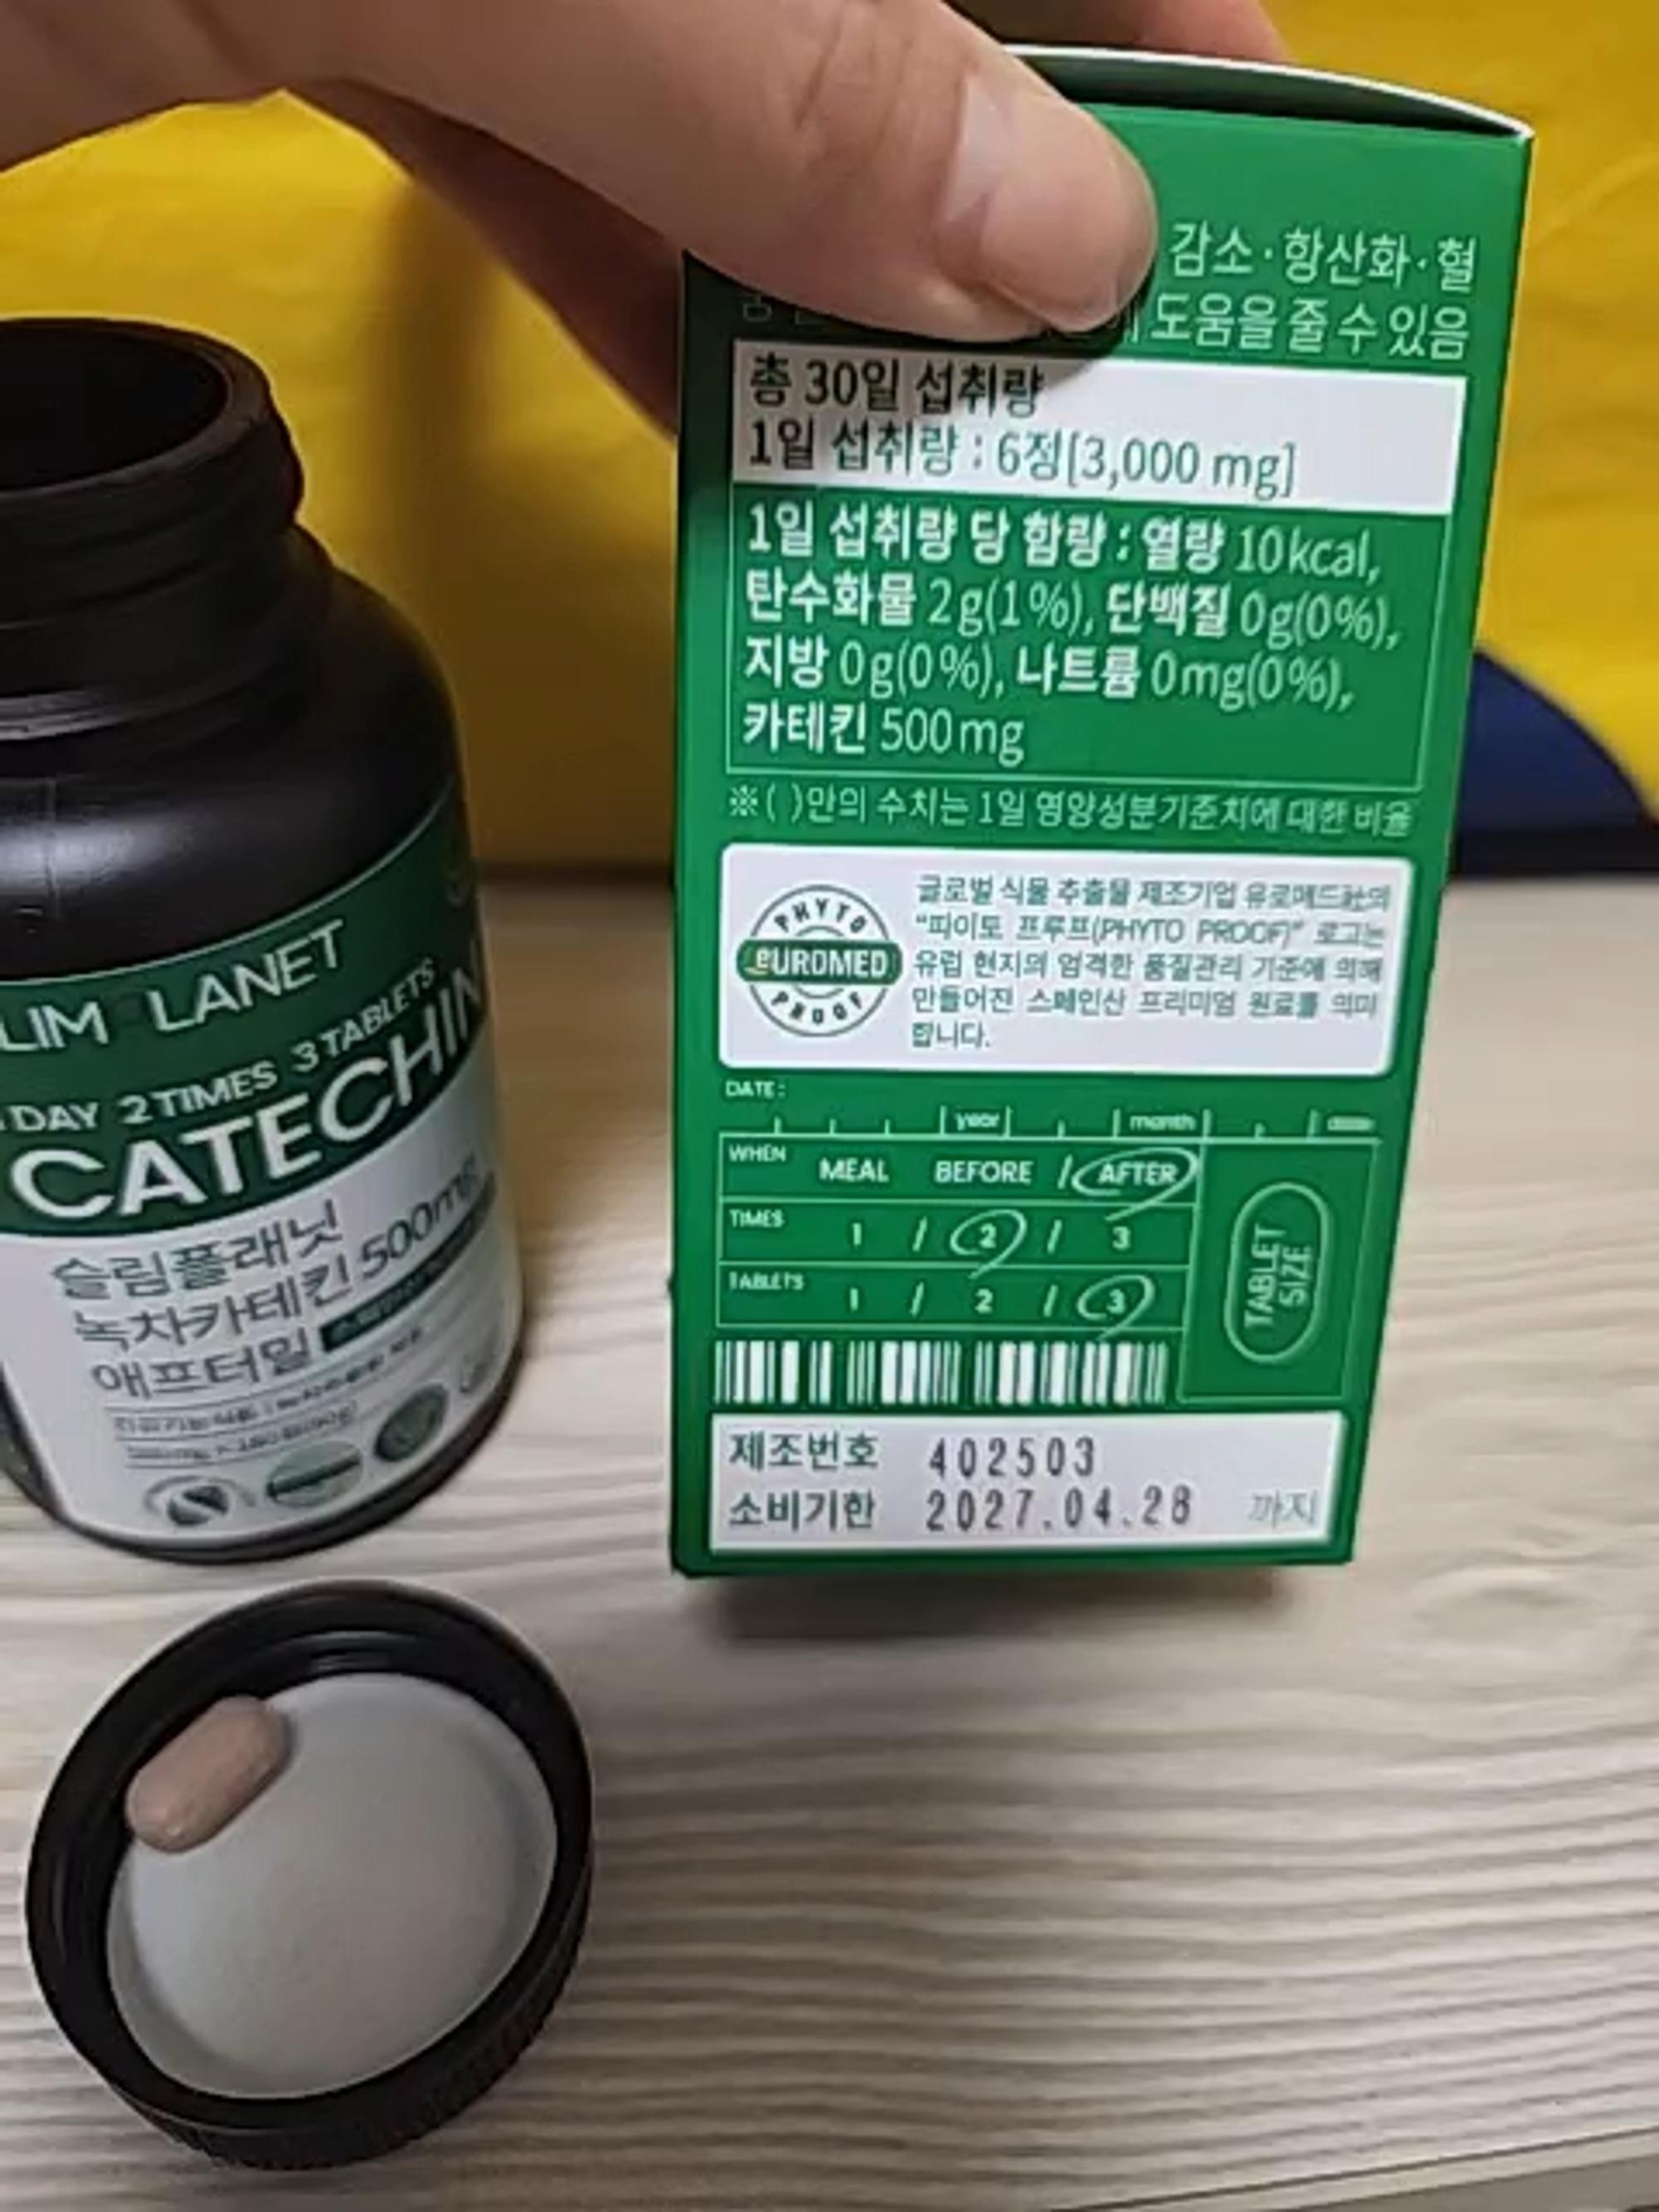 감소·항산화·혈
도움을 줄 수 있음
총 30일 섭취량
1일 섭취량 : 6정[3,000 mg]
1일 섭취량 당 함량 : 열량 10 kcal,
탄수화물 2 g(1%), 단백질 0g(0%),
지방 0 g(0%), 나트륨 0mg(0%),
카테킨 500 mg
※( )만의 수치는 1일 영양성분기준치에 대한 비율
PHYTO
EUROMED
PROOF
글로벌 식물 추출물 제조기업 유로메드社의
"피이토 프루프(PHYTO PROOF)" 로고는
유럽 현지의 엄격한 품질관리 기준에 의해
만들어진 스페인산 프리미엄 원료를 의미
합니다.
DATE:
year month
WHEN MEAL BEFORE / AFTER
TIMES 1 / 2 / 3
TABLETS 1 / 2 / 3
TABLET
SIZE
제조번호 402503
소비기한 2027.04.28 까지
LIM LANET
DAY 2TIMES 3TABLETS
CATECHIN
슬림플래닛
녹차카테킨 500mg
애프터밀